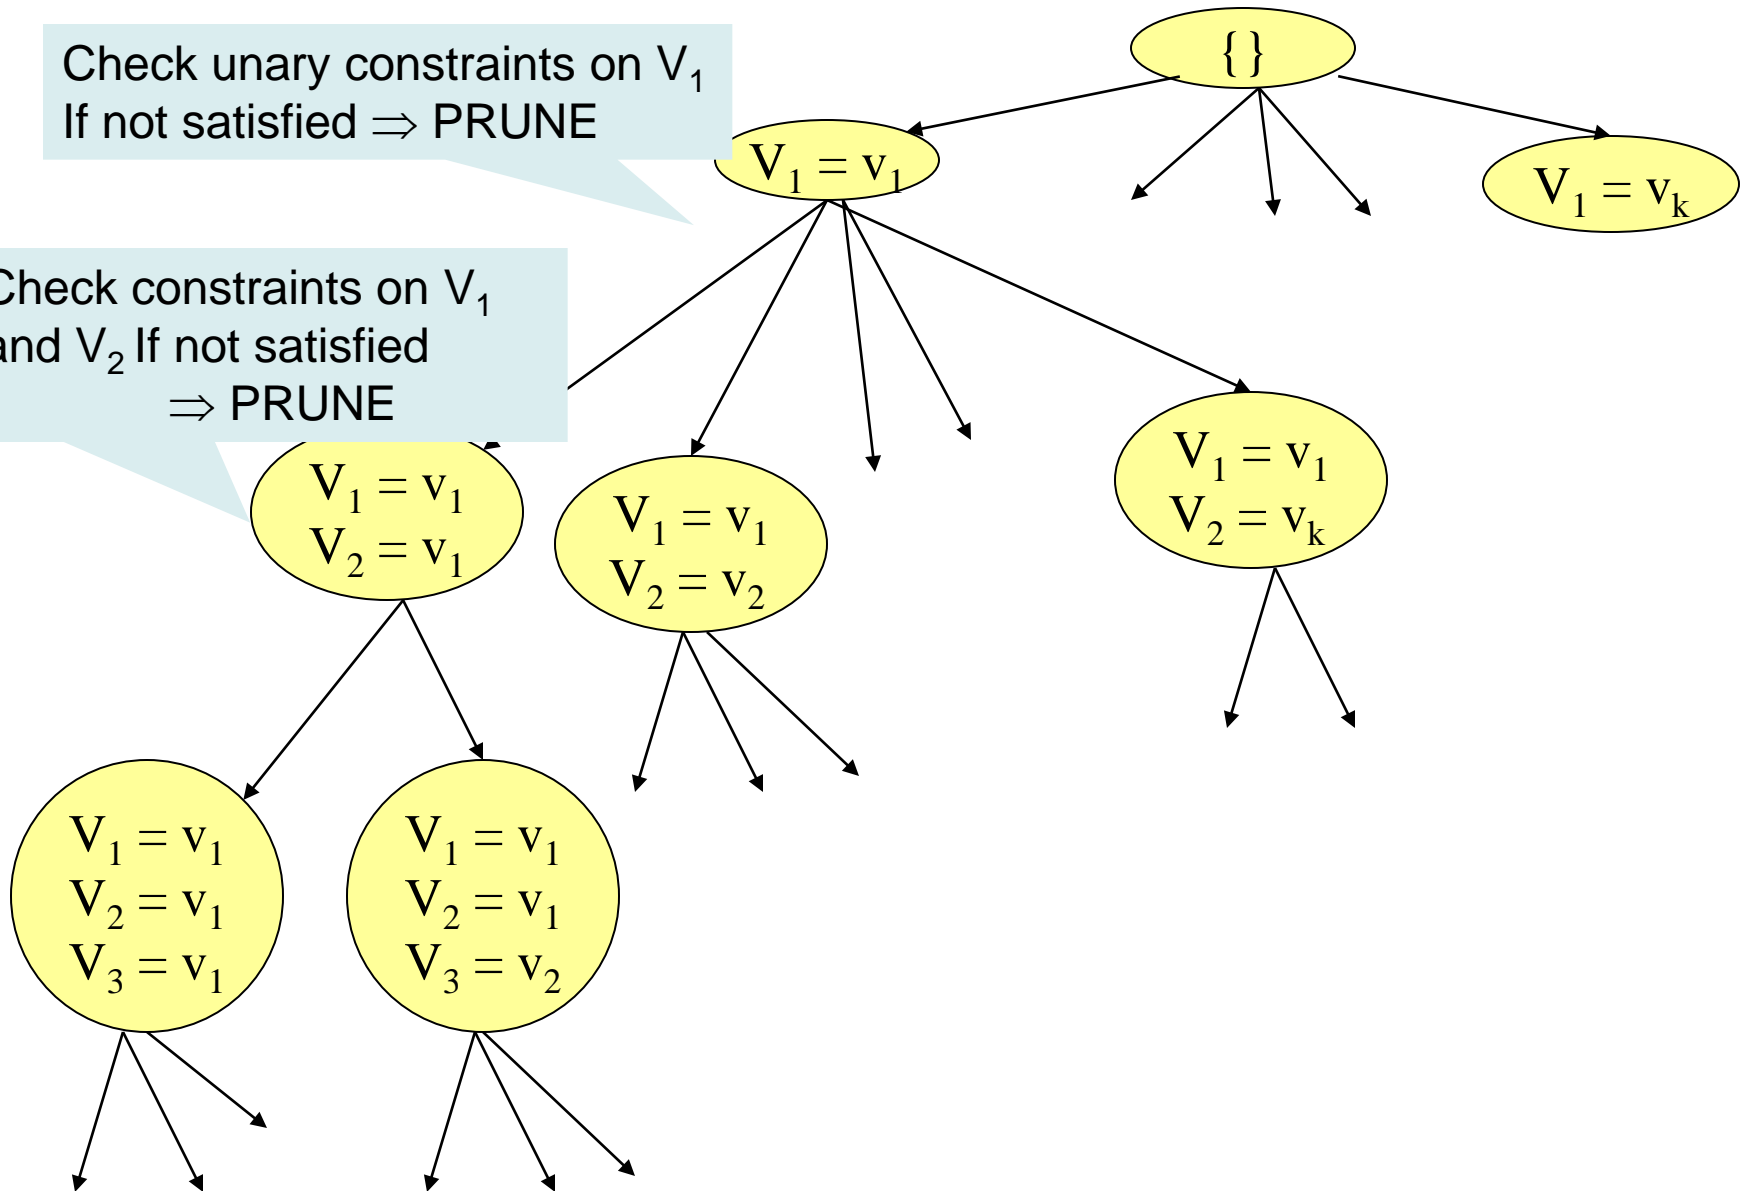 { }
Check unary constraints on V₁
If not satisfied ⇒ PRUNE
V₁ = v₁
V₁ = vₖ
Check constraints on V₁
and V₂ If not satisfied
⇒ PRUNE
V₁ = v₁
V₂ = v₁
V₁ = v₁
V₂ = v₂
V₁ = v₁
V₂ = vₖ
V₁ = v₁
V₂ = v₁
V₃ = v₁
V₁ = v₁
V₂ = v₁
V₃ = v₂